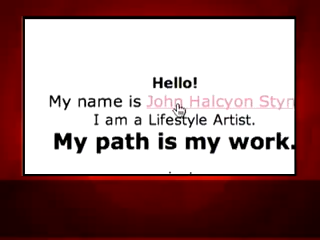 Hello!
My name is John Halcyon Styn
I am a Lifestyle Artist.
My path is my work.